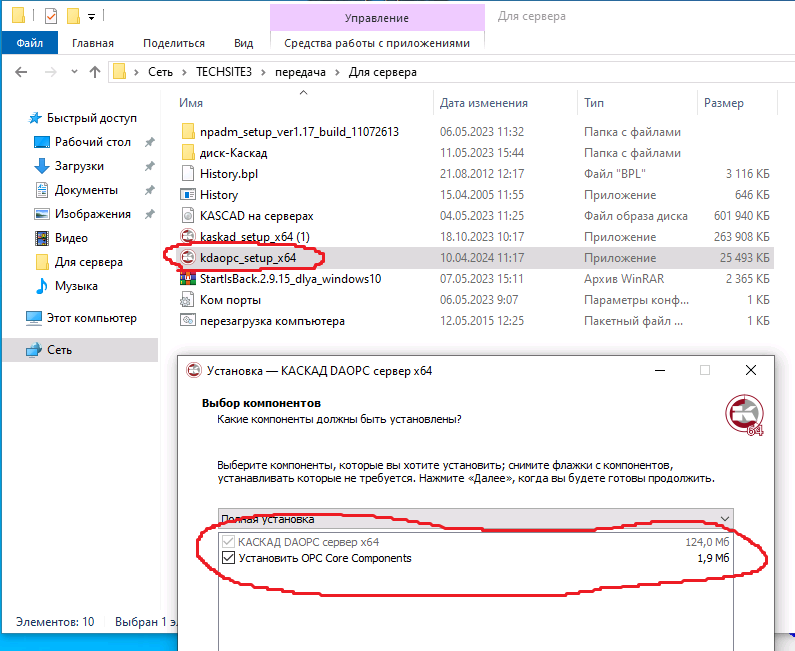 Управление
Для сервера
Файл Главная Поделиться Вид Средства работы с приложениями
Сеть TECHSITE3 передача Для сервера
Имя Дата изменения Тип Размер
Быстрый доступ
Рабочий стол
Загрузки
Документы
Изображения
Видео
Для сервера
Музыка
Этот компьютер
Сеть
npadm_setup_ver1.17_build_11072613 06.05.2023 11:32 Папка с файлами
диск-Каскад 11.05.2023 15:44 Папка с файлами
History.bpl 21.08.2012 12:17 Файл "BPL" 3 116 КБ
History 15.04.2005 11:55 Приложение 646 КБ
KASCAD на серверах 04.05.2023 11:25 Файл образа диска 601 940 КБ
kaskad_setup_x64 (1) 18.10.2023 10:17 Приложение 263 908 КБ
kdaopc_setup_x64 10.04.2024 11:17 Приложение 25 493 КБ
StartIsBack.2.9.15_dlya_windows10 07.05.2023 15:11 Архив WinRAR 2 365 КБ
Ком порты 06.05.2023 9:07 Параметры конф... 1 КБ
перезагрузка компьютера 12.05.2015 12:25 Пакетный файл ... 1 КБ
Установка — КАСКАД DAOPC сервер x64
Выбор компонентов
Какие компоненты должны быть установлены?
64
Выберите компоненты, которые вы хотите установить; снимите флажки с компонентов,
устанавливать которые не требуется. Нажмите «Далее», когда вы будете готовы продолжить.
Полная установка
КАСКАД DAOPC сервер x64 124,0 Мб
Установить OPC Core Components 1,9 Мб
Элементов: 10 Выбран 1 эл